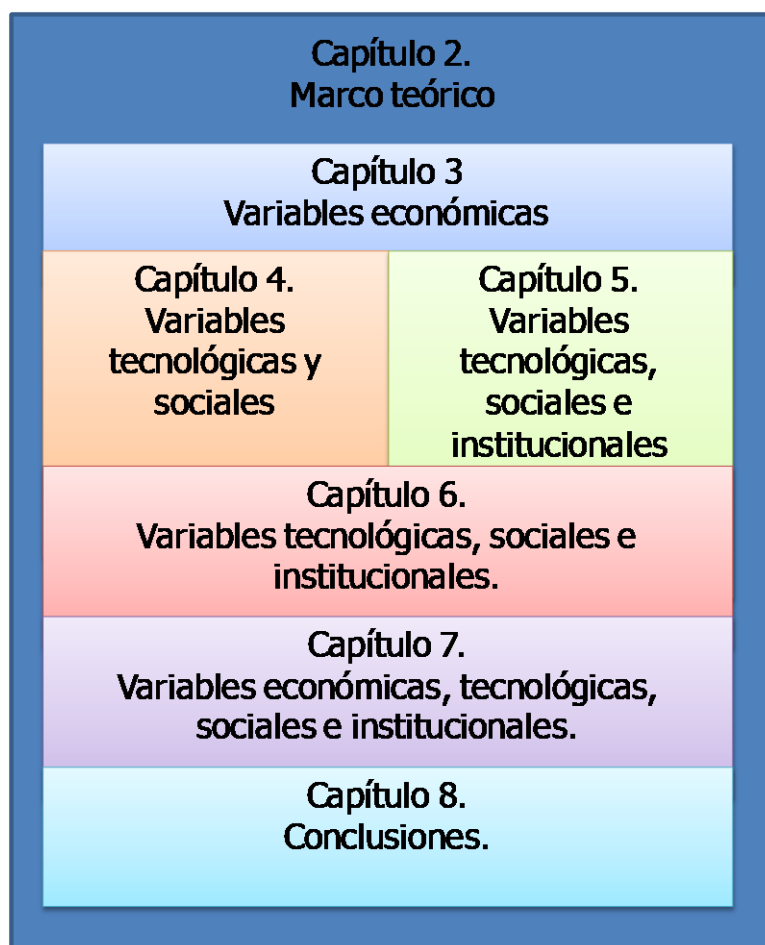 Capítulo 2.
Marco teórico
Capítulo 3
Variables económicas
Capítulo 4.
Variables
tecnológicas y
sociales
Capítulo 5.
Variables
tecnológicas,
sociales e
institucionales
Capítulo 6.
Variables tecnológicas, sociales e
institucionales.
Capítulo 7.
Variables económicas, tecnológicas,
sociales e institucionales.
Capítulo 8.
Conclusiones.